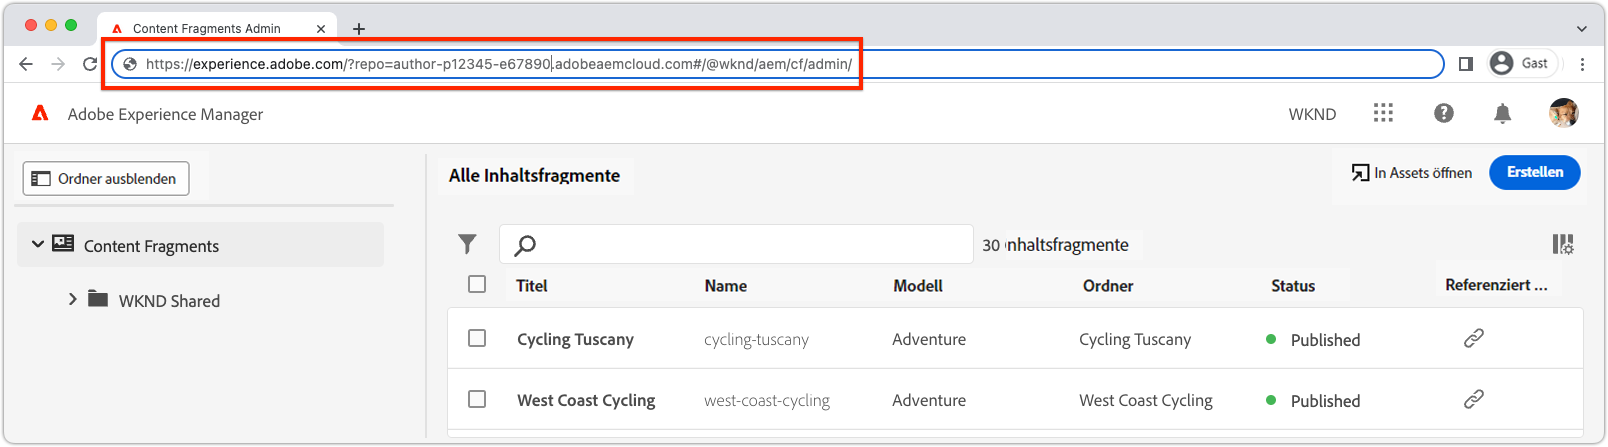 Content Fragments Admin
https://experience.adobe.com/?repo=author-p12345-e67890.adobeaemcloud.com#/@wknd/aem/cf/admin/
Gast
Adobe Experience Manager
WKND
Ordner ausblenden
Alle Inhaltsfragmente
In Assets öffnen
Erstellen
Content Fragments
30 nhaltsfragmente
WKND Shared
Titel Name Modell Ordner Status Referenziert ...
Cycling Tuscany cycling-tuscany Adventure Cycling Tuscany Published
West Coast Cycling west-coast-cycling Adventure West Coast Cycling Published